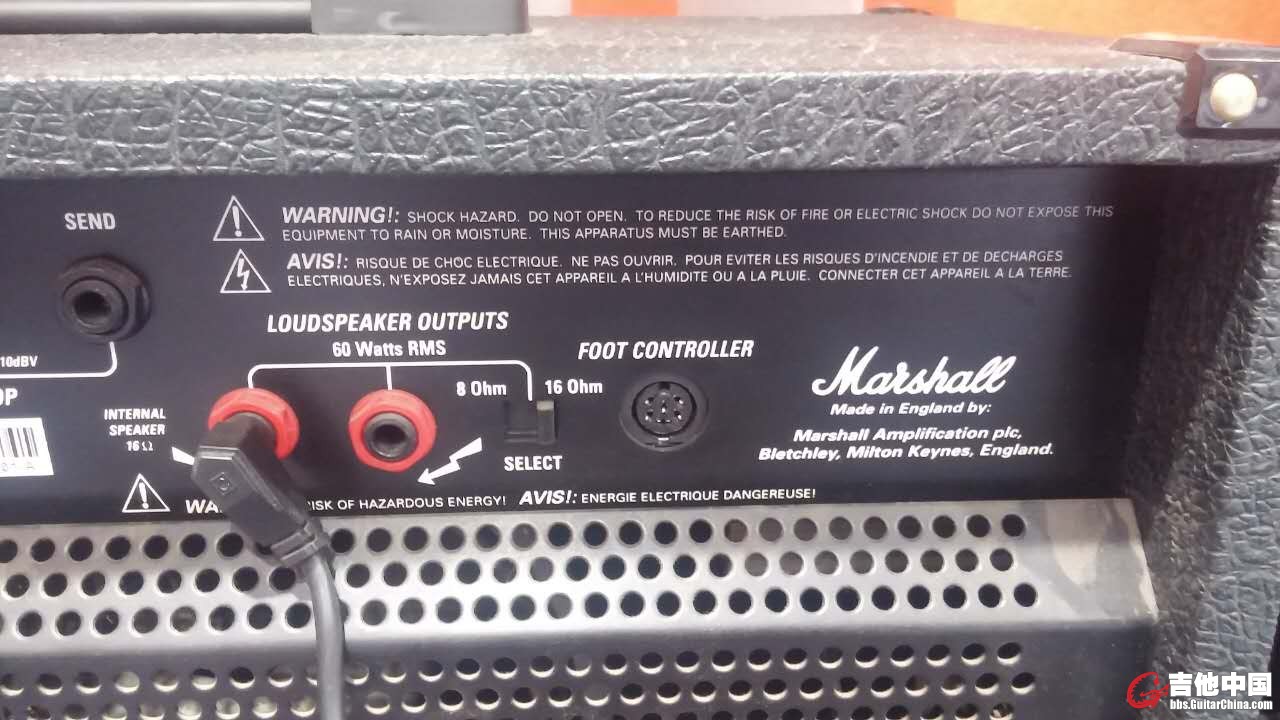 SEND
WARNING!: SHOCK HAZARD. DO NOT OPEN. TO REDUCE THE RISK OF FIRE OR ELECTRIC SHOCK DO NOT EXPOSE THIS
EQUIPMENT TO RAIN OR MOISTURE. THIS APPARATUS MUST BE EARTHED.
AVIS!: RISQUE DE CHOC ELECTRIQUE. NE PAS OUVRIR. POUR EVITER LES RISQUES D'INCENDIE ET DE DECHARGES
ELECTRIQUES, N'EXPOSEZ JAMAIS CET APPAREIL A L'HUMIDITE OU A LA PLUIE. CONNECTER CET APPAREIL A LA TERRE.
LOUDSPEAKER OUTPUTS
60 Watts RMS
8 Ohm 16 Ohm
SELECT
FOOT CONTROLLER
10dBV
INTERNAL
SPEAKER
16 Ω
Marshall
Made in England by:
Marshall Amplification plc,
Bletchley, Milton Keynes, England.
OF HAZARDOUS ENERGY! AVIS!: ENERGIE ELECTRIQUE DANGEREUSE!
吉他中国
bbs.GuitarChina.com